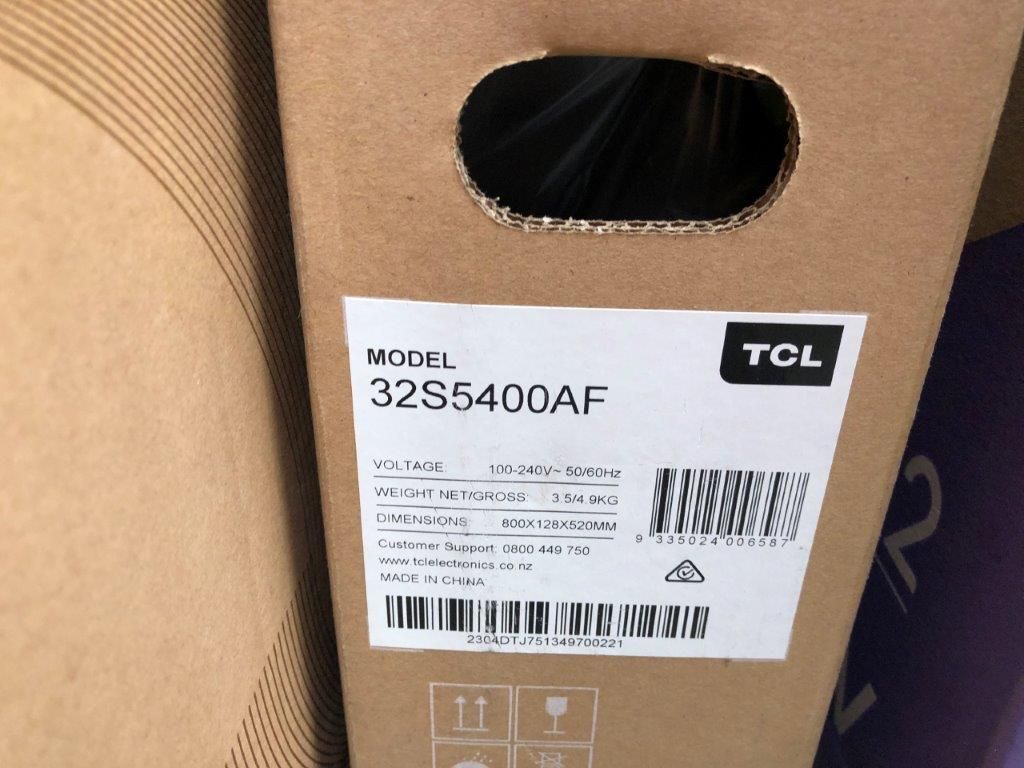 TCL
MODEL
32S5400AF
VOLTAGE: 100-240V~ 50/60Hz
WEIGHT NET/GROSS: 3.5/4.9KG
DIMENSIONS: 800X128X520MM
Customer Support: 0800 449 750
www.tclelectronics.co.nz
MADE IN CHINA
9 335024 006587
2304DTJ751349700221